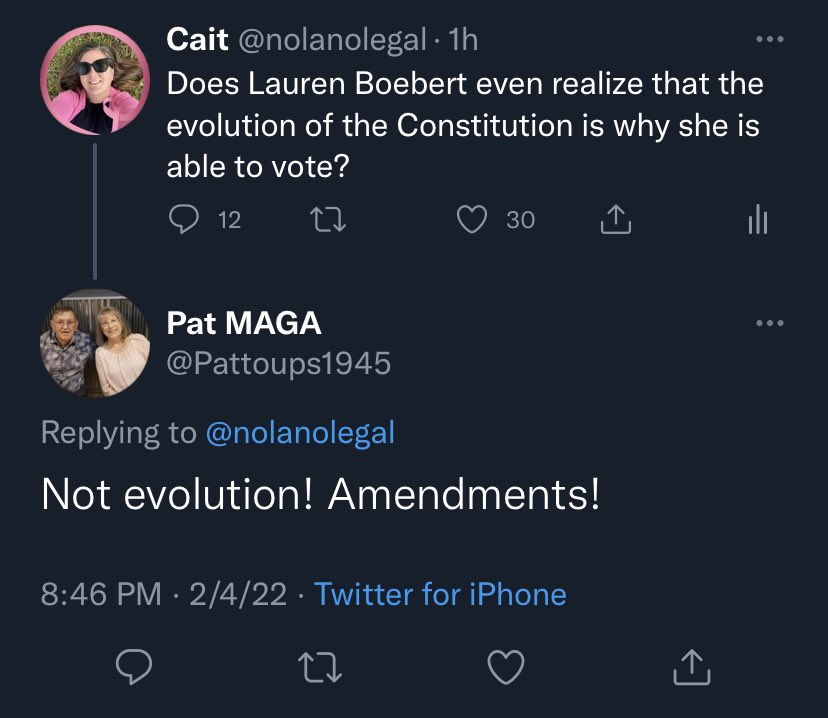 Cait @nolanolegal · 1h
Does Lauren Boebert even realize that the
evolution of the Constitution is why she is
able to vote?
12 30
Pat MAGA
@Pattoups1945
Replying to @nolanolegal
Not evolution! Amendments!
8:46 PM · 2/4/22 · Twitter for iPhone